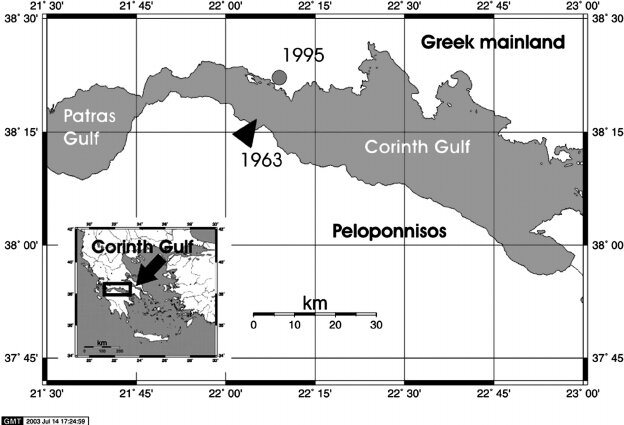 21˚ 30' 21˚ 45' 22˚ 00' 22˚ 15' 22˚ 30' 22˚ 45' 23˚ 00'
38˚ 30' 38˚ 30'
Greek mainland
1995
Patras
Gulf
38˚ 15' 38˚ 15'
Corinth Gulf
1963
Peloponnisos
Corinth Gulf
38˚ 00' 38˚ 00'
km
0 10 20 30
km
37˚ 45' 37˚ 45'
21˚ 30' 21˚ 45' 22˚ 00' 22˚ 15' 22˚ 30' 22˚ 45' 23˚ 00'
GMT 2003 Jul 14 17:24:59